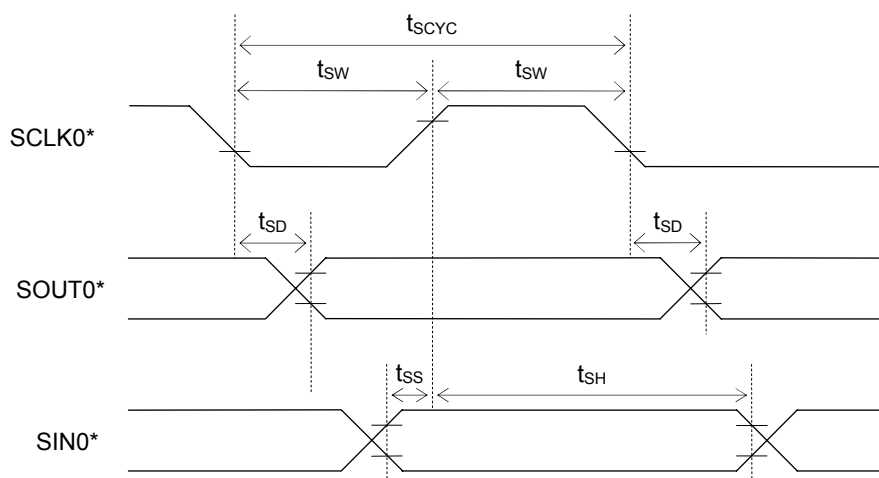 tSCYC
tSW tSW
SCLK0*
tSD tSD
SOUT0*
tSS tSH
SIN0*